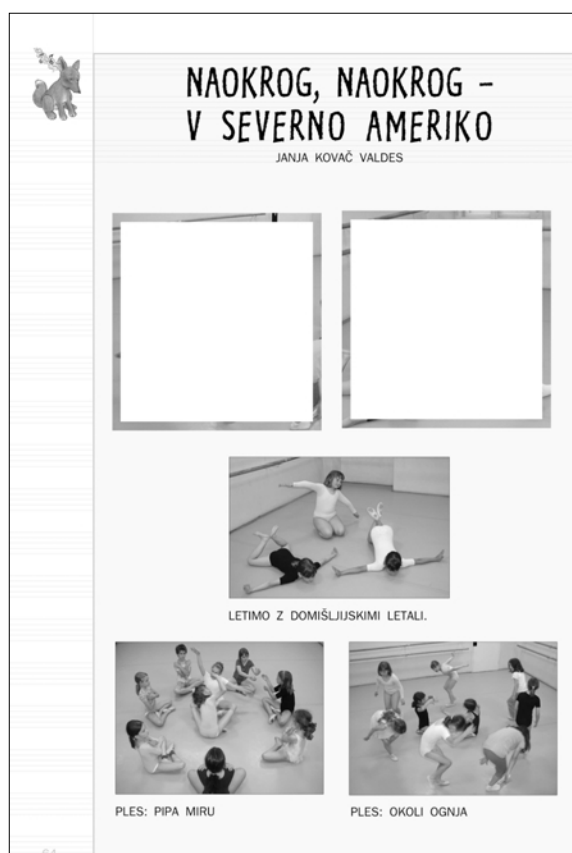 NAOKROG, NAOKROG –
V SEVERNO AMERIKO
JANJA KOVAČ VALDES
LETIMO Z DOMIŠLJIJSKIMI LETALI.
PLES: PIPA MIRU
PLES: OKOLI OGNJA